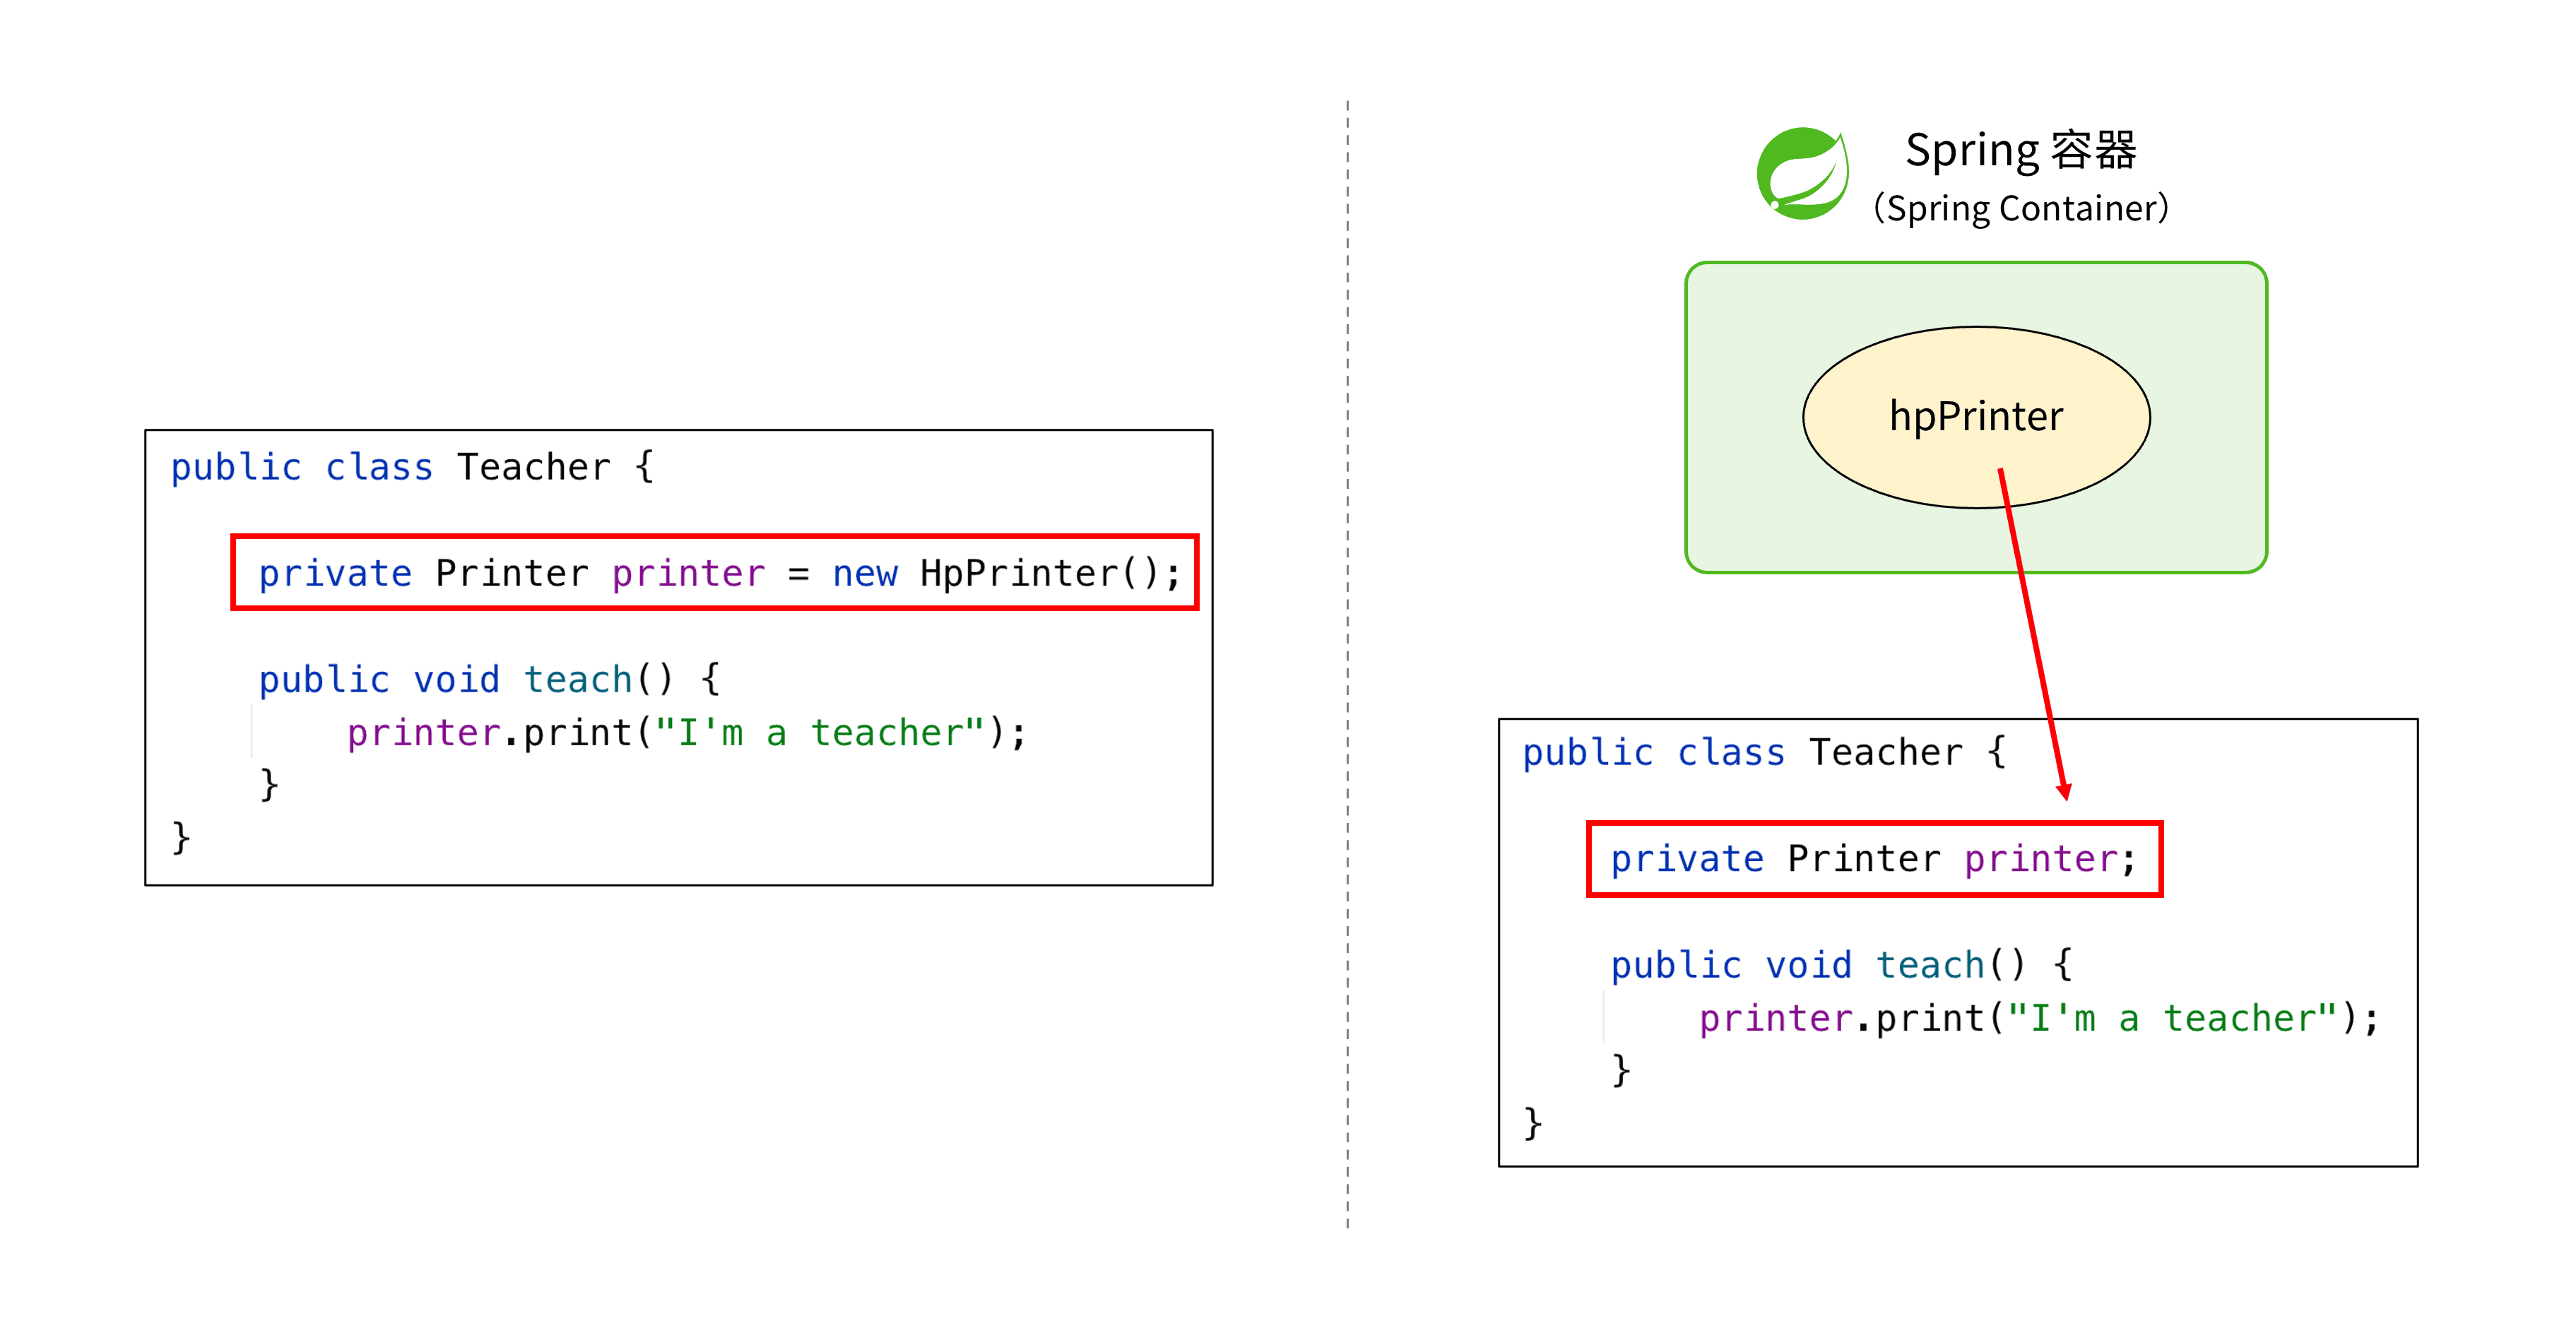 public class Teacher {
private Printer printer = new HpPrinter();
public void teach() {
printer.print("I'm a teacher");
}
}
Spring 容器
（Spring Container）
hpPrinter
public class Teacher {
private Printer printer;
public void teach() {
printer.print("I'm a teacher");
}
}